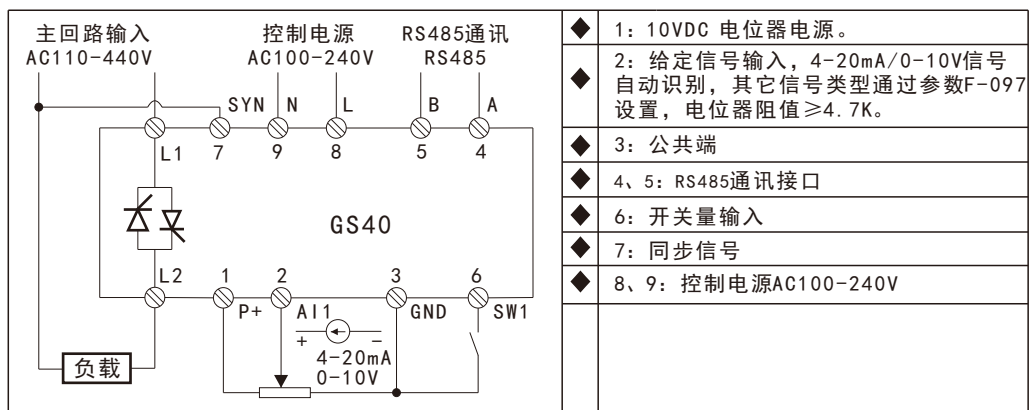 主回路输入 控制电源 RS485通讯
AC110-440V AC100-240V RS485
SYN N L B A
L1 7 9 8 5 4
GS40
L2 1 2 3 6
P+ AI1 GND SW1
+ -
4-20mA
0-10V
负载
◆ 1: 10VDC 电位器电源。
◆ 2: 给定信号输入, 4-20mA/0-10V信号
自动识别, 其它信号类型通过参数F-097
设置, 电位器阻值≥4.7K。
◆ 3: 公共端
◆ 4、5: RS485通讯接口
◆ 6: 开关量输入
◆ 7: 同步信号
◆ 8、9: 控制电源AC100-240V